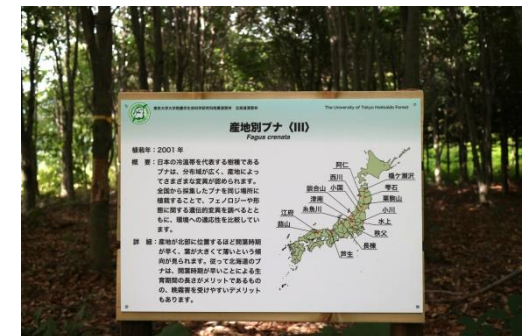 東京大学大学院農学生命科学研究科附属演習林 北海道演習林
The University of Tokyo Hokkaido Forest
産地別ブナ〈III〉
Fagus crenata
植栽年：2001 年
概　要：日本の冷温帯を代表する樹種である
ブナは、分布域が広く、産地によっ
てさまざまな変異が認められます。
全国から採集したブナを同じ場所に
植栽することで、フェノロジーや形
態に関する遺伝的変異を調べるとと
もに、環境への適応性を比較してい
ます。
詳　細：産地が北部に位置するほど開葉時期
が早く、葉が大きくて薄いという傾
向が見られます。従って北海道のブ
ナは、開葉時期が早いことによる生
育期間の長さがメリットであるもの
の、晩霜害を受けやすいデメリット
もあります。
阿仁
西川
鶴ケ瀬沢
談合山
小国
雫石
津南
栗駒山
江府
糸魚川
小川
蒜山
水上
秩父
長棟
芦生